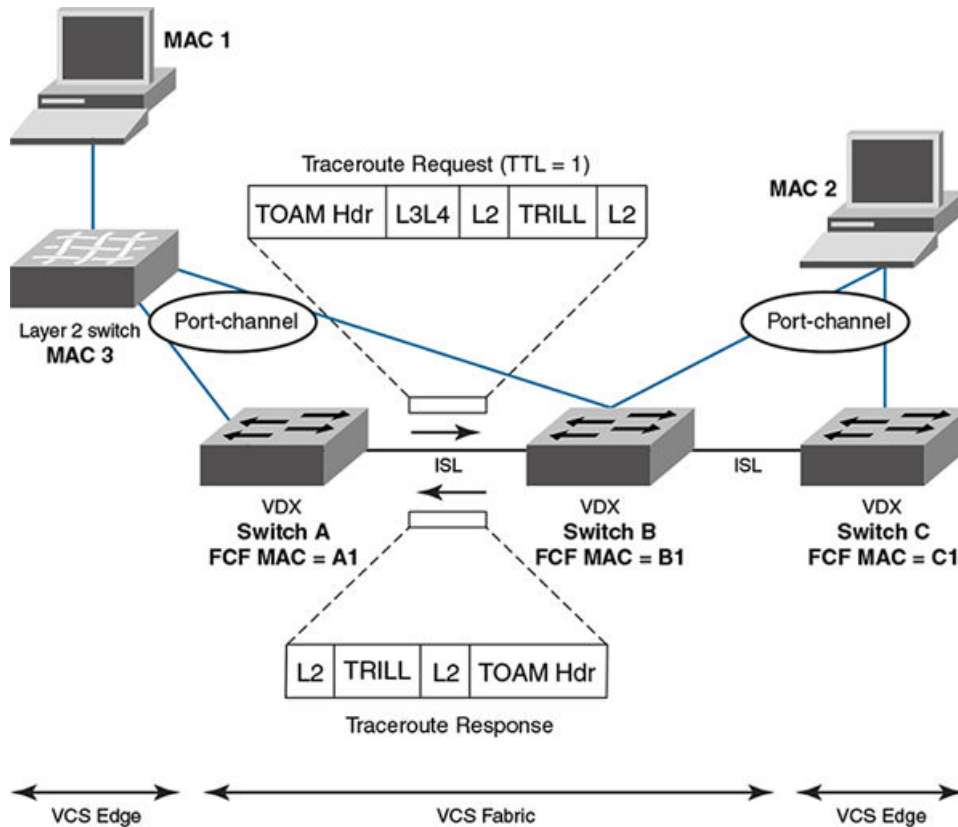 MAC 1
Traceroute Request (TTL = 1)
TOAM Hdr L3L4 L2 TRILL L2
MAC 2
Layer 2 switch
MAC 3
Port-channel
Port-channel
ISL
ISL
VDX
Switch A
FCF MAC = A1
VDX
Switch B
FCF MAC = B1
VDX
Switch C
FCF MAC = C1
L2 TRILL L2 TOAM Hdr
Traceroute Response
VCS Edge
VCS Fabric
VCS Edge